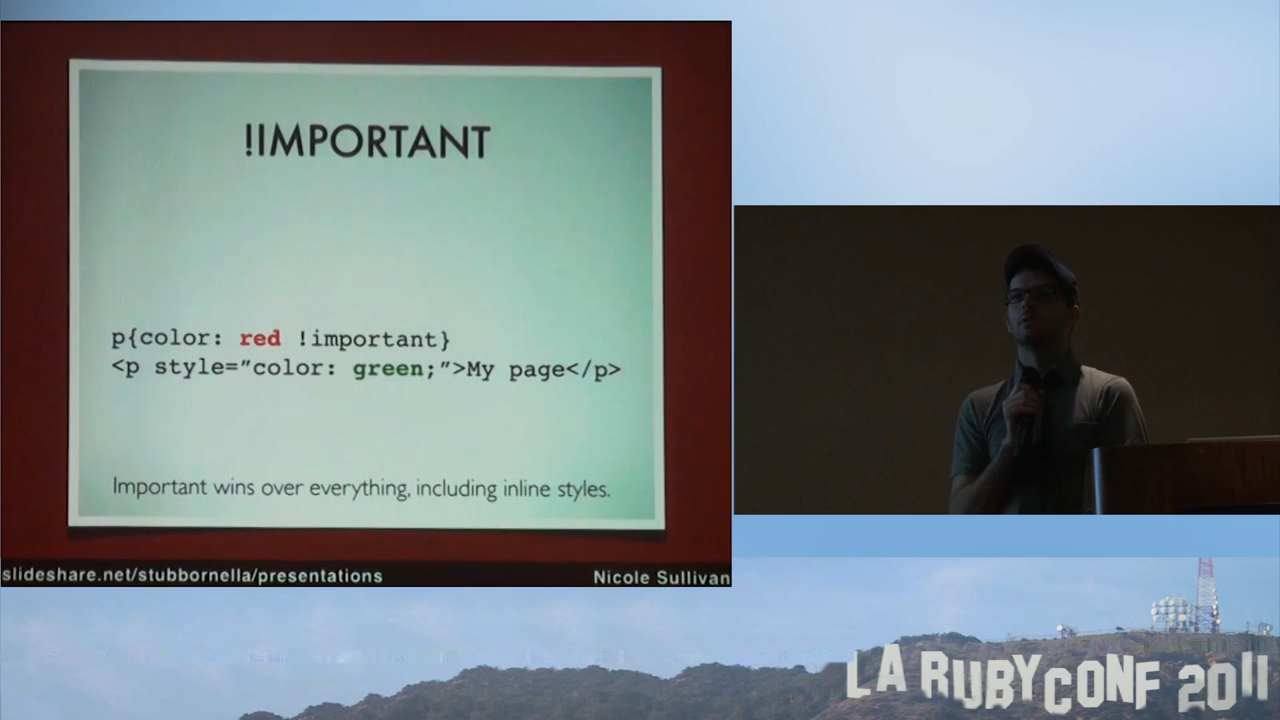 !IMPORTANT
p{color: red !important}
<p style=”color: green;”>My page</p>
Important wins over everything, including inline styles.
slideshare.net/stubbornella/presentations
Nicole Sullivan
LA RUBYCONF 2011